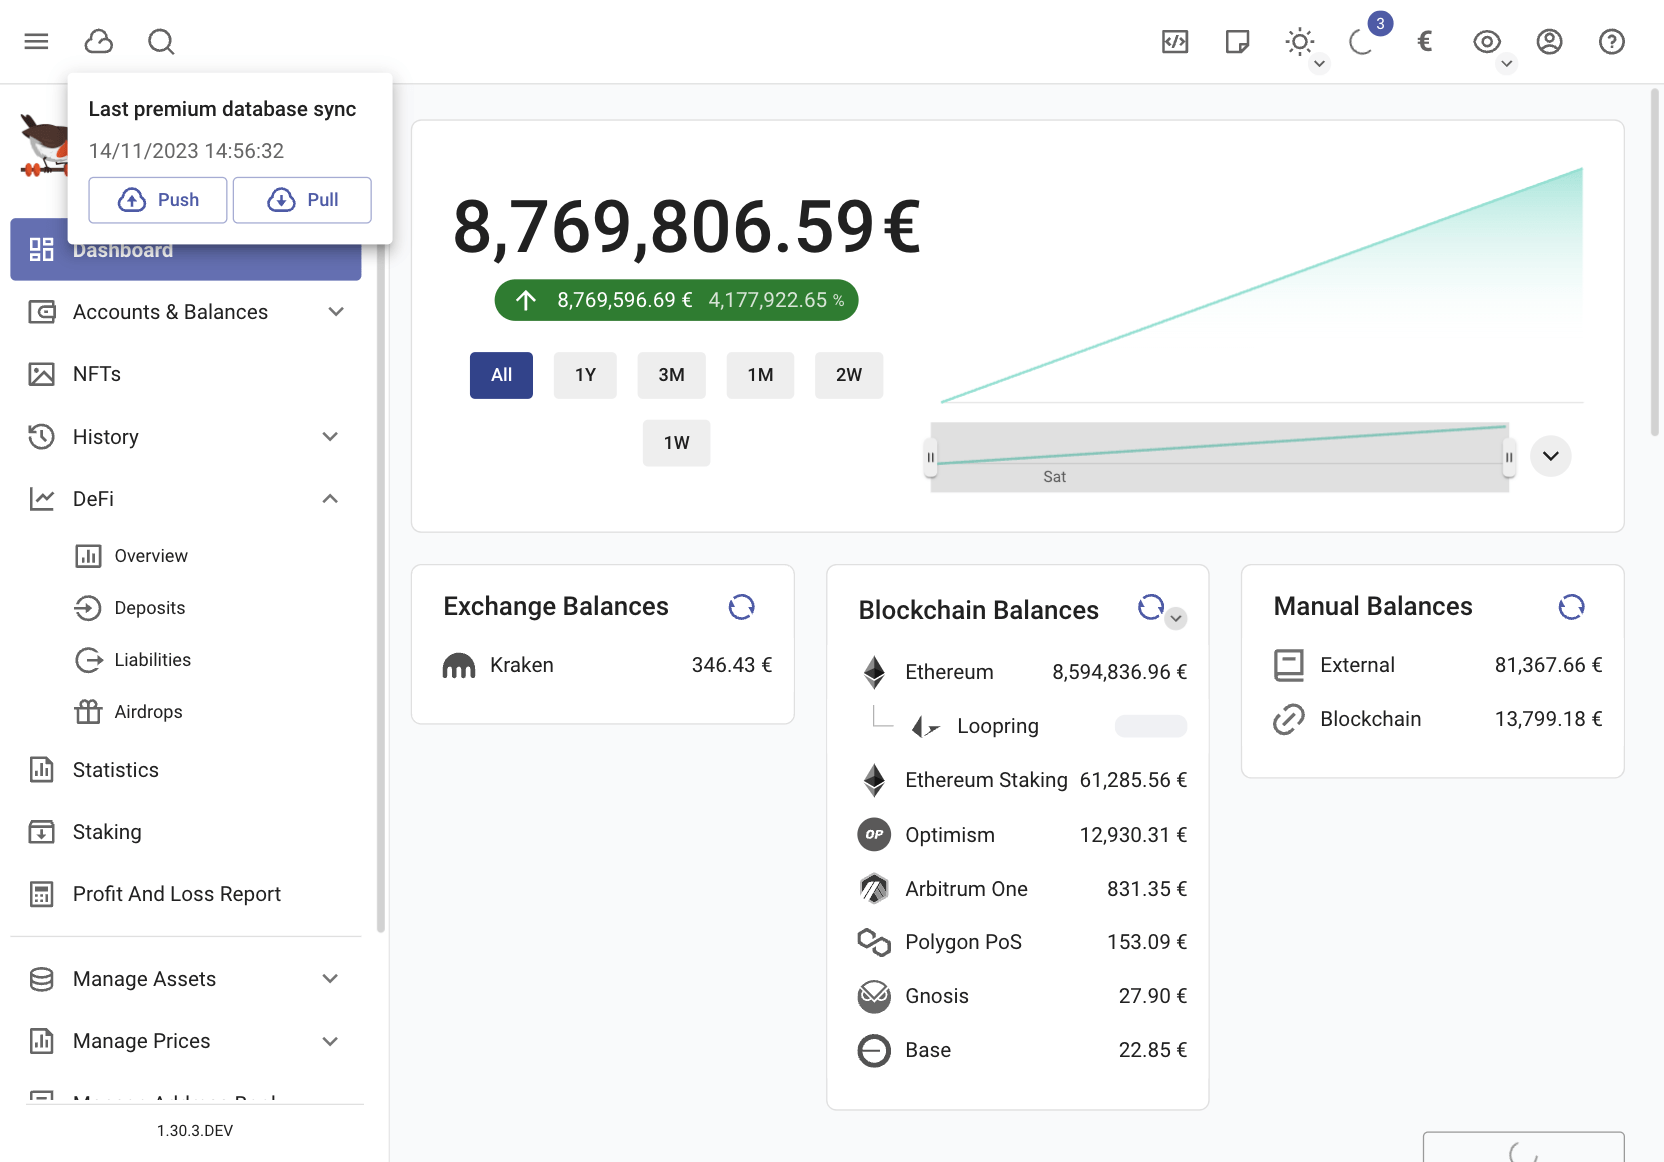 3
€
Last premium database sync
14/11/2023 14:56:32
Push
Pull
Dashboard
Accounts & Balances
NFTs
History
DeFi
Overview
Deposits
Liabilities
Airdrops
Statistics
Staking
Profit And Loss Report
Manage Assets
Manage Prices
1.30.3.DEV
8,769,806.59 €
8,769,596.69 € 4,177,922.65 %
All
1Y
3M
1M
2W
1W
Sat
Exchange Balances
Kraken 346.43 €
Blockchain Balances
Ethereum 8,594,836.96 €
Loopring
Ethereum Staking 61,285.56 €
OP Optimism 12,930.31 €
Arbitrum One 831.35 €
Polygon PoS 153.09 €
Gnosis 27.90 €
Base 22.85 €
Manual Balances
External 81,367.66 €
Blockchain 13,799.18 €